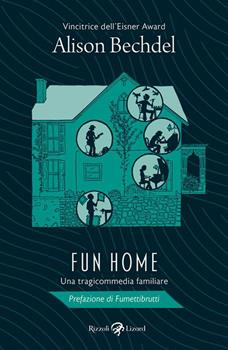 Vincitrice dell'Eisner Award
Alison Bechdel
FUN HOME
Una tragicommedia familiare
Prefazione di Fumettibrutti
Rizzoli Lizard